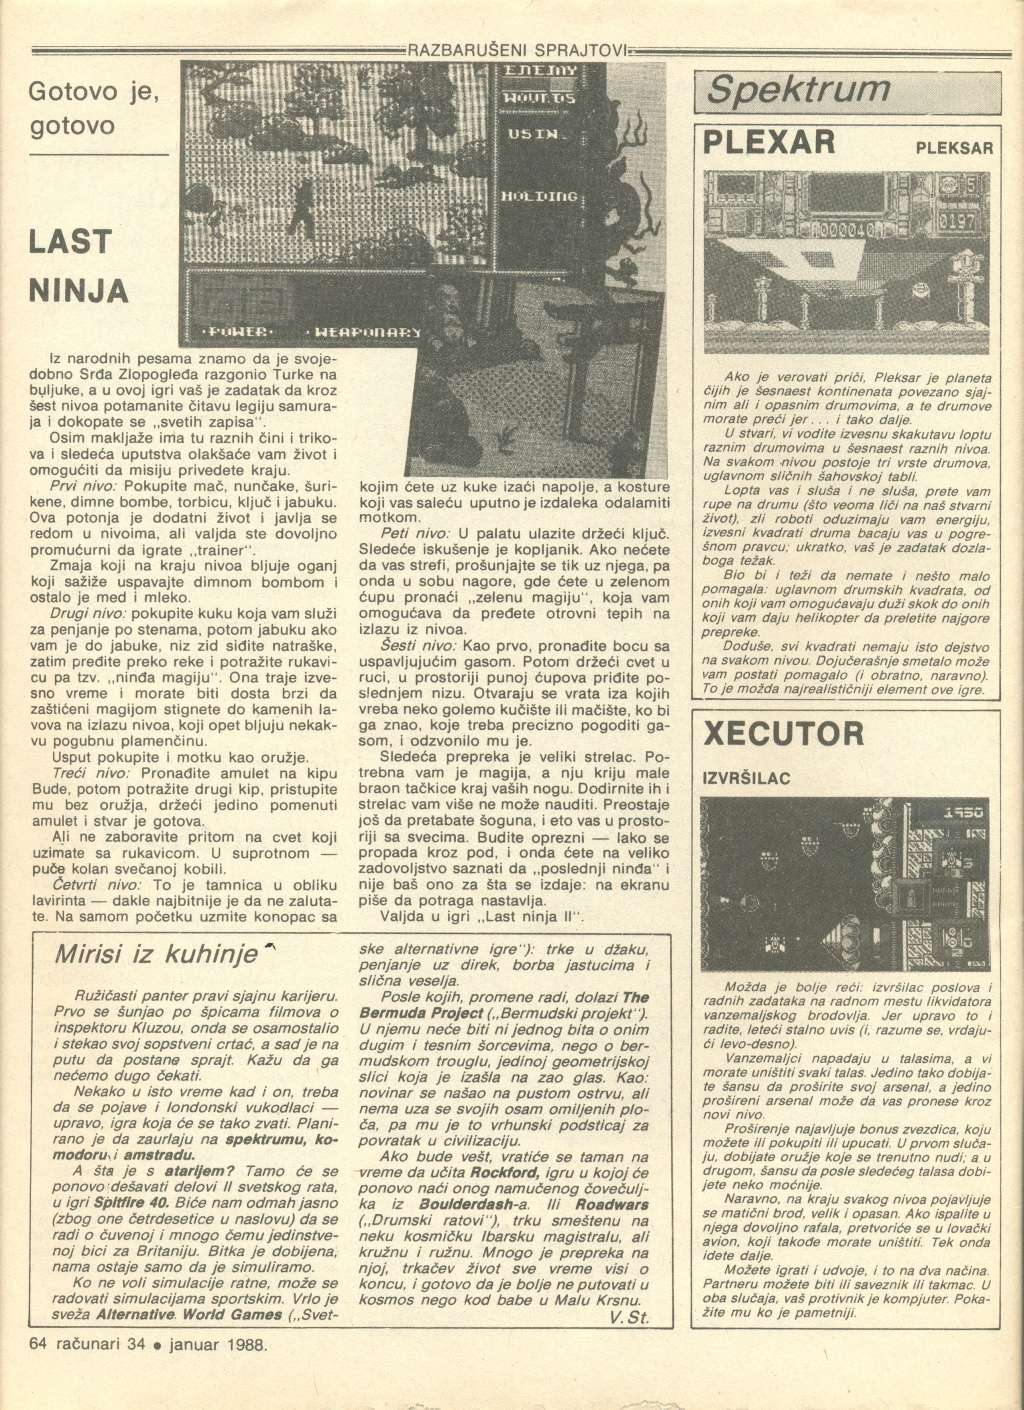 RAZBARUŠENI SPRAJTOVI
Gotovo je,
gotovo
LAST
NINJA
ENEMY
WOUNDS
USIN
HOLDING
POWER
WEAPONARY
Iz narodnih pesama znamo da je svoje-
dobno Srđa Zlopogleđa razgonio Turke na
buljuke, a u ovoj igri vaš je zadatak da kroz
šest nivoa potamanite čitavu legiju samura-
ja i dokopate se „svetih zapisa".
Osim makljaže ima tu raznih čini i triko-
va i sledeća uputstva olakšaće vam život i
omogućiti da misiju privedete kraju.
Prvi nivo: Pokupite mač, nunčake, šuri-
kene, dimne bombe, torbicu, ključ i jabuku.
Ova potonja je dodatni život i javlja se
redom u nivoima, ali valjda ste dovoljno
promućurni da igrate „trainer".
Zmaja koji na kraju nivoa bljuje oganj
koji sažiže uspavajte dimnom bombom i
ostalo je med i mleko.
Drugi nivo: pokupite kuku koja vam služi
za penjanje po stenama, potom jabuku ako
vam je do jabuke, niz zid siđite natraške,
zatim pređite preko reke i potražite rukavi-
cu pa tzv. „ninđa magiju". Ona traje izve-
sno vreme i morate biti dosta brzi da
zaštićeni magijom stignete do kamenih la-
vova na izlazu nivoa, koji opet bljuju nekak-
vu pogubnu plamenčinu.
Usput pokupite i motku kao oružje.
Treći nivo: Pronađite amulet na kipu
Bude, potom potražite drugi kip, pristupite
mu bez oružja, držeći jedino pomenuti
amulet i stvar je gotova.
Ali ne zaboravite pritom na cvet koji
uzimate sa rukavicom. U suprotnom —
puče kolan svečanoj kobili.
Četvrti nivo: To je tamnica u obliku
lavirinta — dakle najbitnije je da ne zaluta-
te. Na samom početku uzmite konopac sa
kojim ćete uz kuke izaći napolje, a kosture
koji vas saleću uputno je izdaleka odalamiti
motkom.
Peti nivo: U palatu ulazite držeći ključ.
Sledeće iskušenje je kopljanik. Ako nećete
da vas strefi, prošunjajte se tik uz njega, pa
onda u sobu nagore, gde ćete u zelenom
ćupu pronaći „zelenu magiju", koja vam
omogućava da pređete otrovni tepih na
izlazu iz nivoa.
Šesti nivo: Kao prvo, pronađite bocu sa
uspavljujućim gasom. Potom držeći cvet u
ruci, u prostoriji punoj ćupova priđite po-
slednjem nizu. Otvaraju se vrata iza kojih
vreba neko golemo kučište ili mačište, ko bi
ga znao, koje treba precizno pogoditi ga-
som, i odzvonilo mu je.
Sledeća prepreka je veliki strelac. Po-
trebna vam je magija, a nju kriju male
braon tačkice kraj vaših nogu. Dodirnite ih i
strelac vam više ne može nauditi. Preostaje
još da pretabate šoguna, i eto vas u prosto-
riji sa svecima. Budite oprezni — lako se
propada kroz pod, i onda ćete na veliko
zadovoljstvo saznati da „poslednji ninđa" i
nije baš ono za šta se izdaje: na ekranu
piše da potraga nastavlja.
Valjda u igri „Last ninja II".
Mirisi iz kuhinje
Ružičasti panter pravi sjajnu karijeru.
Prvo se šunjao po špicama filmova o
inspektoru Kluzou, onda se osamostalio
i stekao svoj sopstveni crtać, a sad je na
putu da postane sprajt. Kažu da ga
nećemo dugo čekati.
Nekako u isto vreme kad i on, treba
da se pojave i londonski vukodlaci —
upravo, igra koja će se tako zvati. Plani-
rano je da zaurlaju na spektrumu, ko-
modoru i amstradu.
A šta je s atarijem? Tamo će se
ponovo dešavati delovi II svetskog rata,
u igri Spitfire 40. Biće nam odmah jasno
(zbog one četrdesetice u naslovu) da se
radi o čuvenoj i mnogo čemu jedinstve-
noj bici za Britaniju. Bitka je dobijena,
nama ostaje samo da je simuliramo.
Ko ne voli simulacije ratne, može se
radovati simulacijama sportskim. Vrlo je
sveža Alternative World Games („Svet-
ske alternativne igre"): trke u džaku,
penjanje uz direk, borba jastucima i
slična veselja.
Posle kojih, promene radi, dolazi The
Bermuda Project („Bermudski projekt").
U njemu neće biti ni jednog bita o onim
dugim i tesnim šorcevima, nego o ber-
mudskom trouglu, jedinoj geometrijskoj
slici koja je izašla na zao glas. Kao:
novinar se našao na pustom ostrvu, ali
nema uza se svojih osam omiljenih plo-
ča, pa mu je to vrhunski podsticaj za
povratak u civilizaciju.
Ako bude vešt, vratiće se taman na
vreme da učita Rockford, igru u kojoj će
ponovo naći onog namučenog čovečulj-
ka iz Boulderdash-a. Ili Roadwars
(„Drumski ratovi"), trku smeštenu na
neku kosmičku Ibarsku magistralu, ali
kružnu i ružnu. Mnogo je prepreka na
njoj, trkačev život sve vreme visi o
koncu, i gotovo da je bolje ne putovati u
kosmos nego kod babe u Malu Krsnu.
V. St.
Spektrum
PLEXAR PLEKSAR
5
000040
0197
Ako je verovati priči, Pleksar je planeta
čijih je šesnaest kontinenata povezano sjaj-
nim ali i opasnim drumovima, a te drumove
morate preći jer . . . i tako dalje.
U stvari, vi vodite izvesnu skakutavu loptu
raznim drumovima u šesnaest raznih nivoa.
Na svakom nivou postoje tri vrste drumova,
uglavnom sličnih šahovskoj tabli.
Lopta vas i sluša i ne sluša, prete vam
rupe na drumu (što veoma liči na naš stvarni
život), zli roboti oduzimaju vam energiju,
izvesni kvadrati druma bacaju vas u pogre-
šnom pravcu; ukratko, vaš je zadatak dozla-
boga težak.
Bio bi i teži da nemate i nešto malo
pomagala: uglavnom drumskih kvadrata, od
onih koji vam omogućavaju duži skok do onih
koji vam daju helikopter da preletite najgore
prepreke.
Doduše, svi kvadrati nemaju isto dejstvo
na svakom nivou. Dojučerašnje smetalo može
vam postati pomagalo (i obratno, naravno).
To je možda najrealističniji element ove igre.
XECUTOR
IZVRŠILAC
1950
Možda je bolje reći: izvršilac poslova i
radnih zadataka na radnom mestu likvidatora
vanzemaljskog brodovlja. Jer upravo to i
radite, leteći stalno uvis (i, razume se, vrdaju-
ći levo-desno).
Vanzemaljci napadaju u talasima, a vi
morate uništiti svaki talas. Jedino tako dobija-
te šansu da proširite svoj arsenal, a jedino
prošireni arsenal može da vas pronese kroz
novi nivo.
Proširenje najavljuje bonus zvezdica, koju
možete ili pokupiti ili upucati. U prvom sluča-
ju, dobijate oružje koje se trenutno nudi; a u
drugom, šansu da posle sledećeg talasa dobi-
jete neko moćnije.
Naravno, na kraju svakog nivoa pojavljuje
se matični brod, velik i opasan. Ako ispalite u
njega dovoljno rafala, pretvoriće se u lovački
avion, koji takođe morate uništiti. Tek onda
idete dalje.
Možete igrati i udvoje, i to na dva načina.
Partneru možete biti ili saveznik ili takmac. U
oba slučaja, vaš protivnik je kompjuter. Poka-
žite mu ko je pametniji.
64 računari 34 • januar 1988.